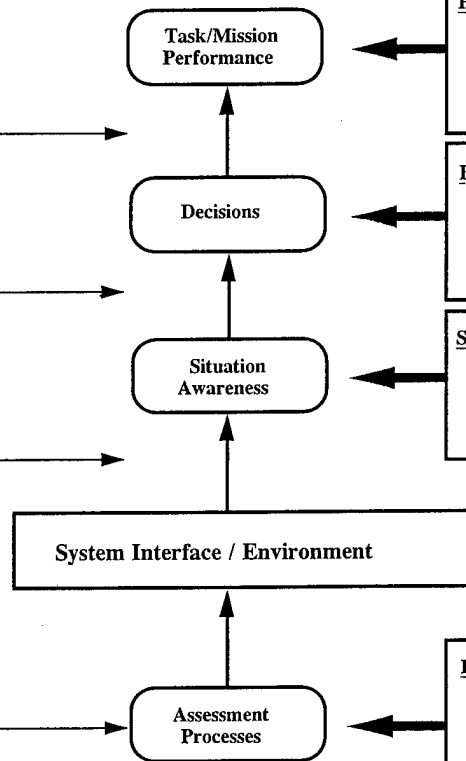 Task/Mission
Performance
Decisions
Situation
Awareness
System Interface / Environment
Assessment
Processes